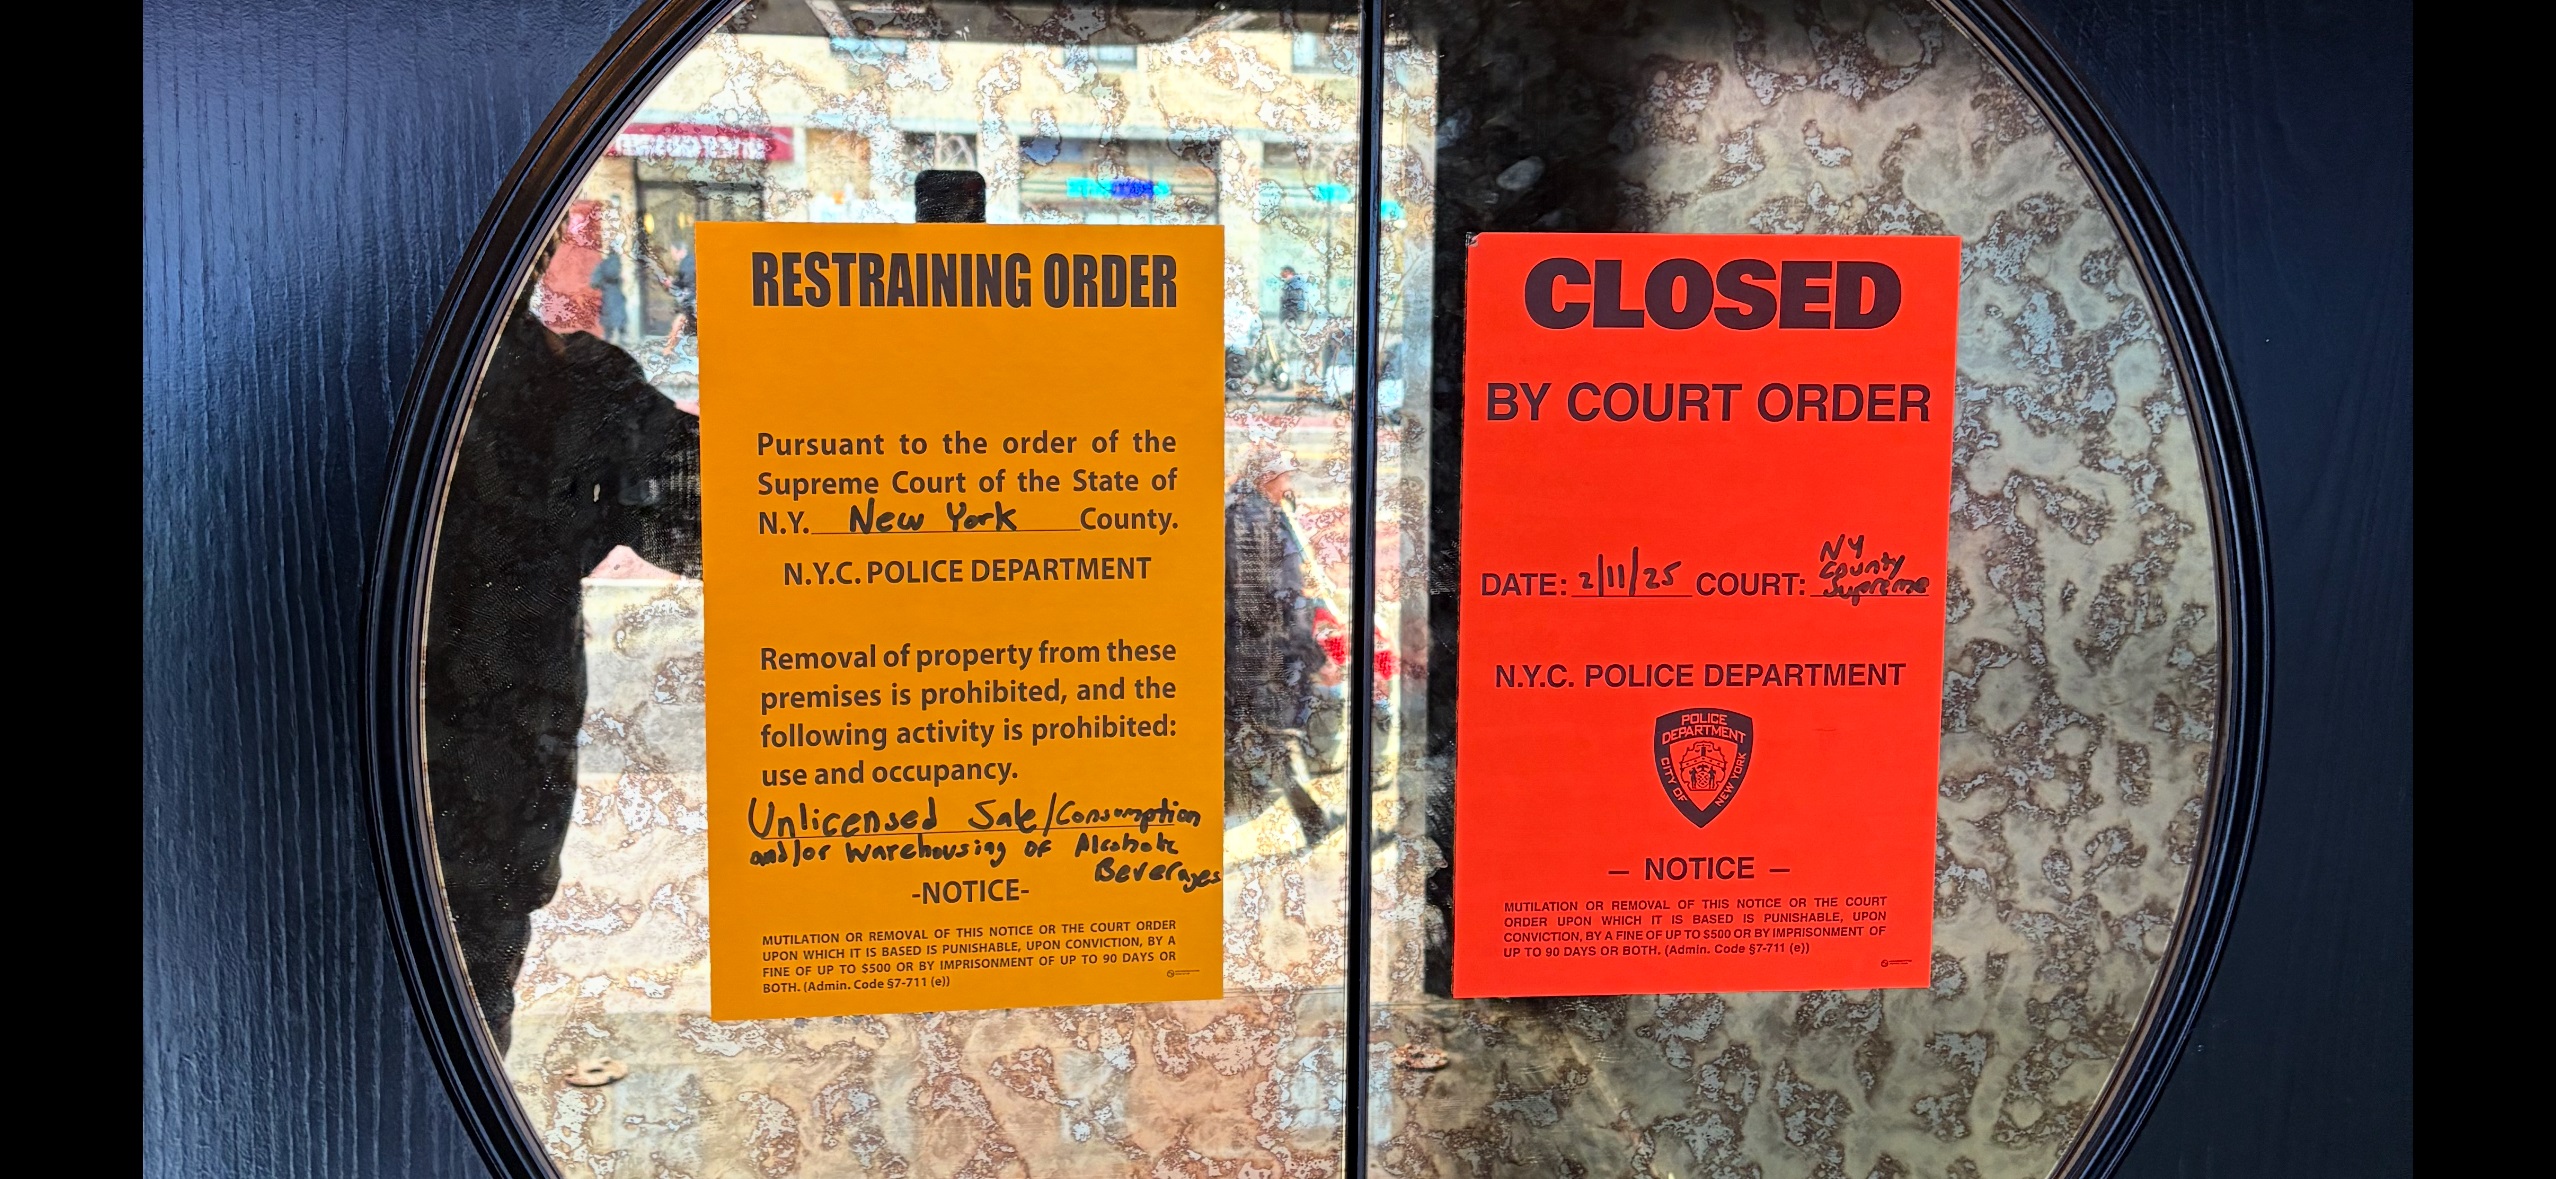 RESTRAINING ORDER
Pursuant to the order of the
Supreme Court of the State of
N.Y. New York County.
N.Y.C. POLICE DEPARTMENT
Removal of property from these
premises is prohibited, and the
following activity is prohibited:
use and occupancy.
Unlicensed Sale/Consumption
and/or Warehousing of Alcoholic
Beverages
-NOTICE-
MUTILATION OR REMOVAL OF THIS NOTICE OR THE COURT ORDER
UPON WHICH IT IS BASED IS PUNISHABLE, UPON CONVICTION, BY A
FINE OF UP TO $500 OR BY IMPRISONMENT OF UP TO 90 DAYS OR
BOTH. (Admin. Code §7-711 (e))
CLOSED
BY COURT ORDER
DATE: 2/11/25 COURT: NY
County
Supreme
N.Y.C. POLICE DEPARTMENT
POLICE
DEPARTMENT
CITY OF NEW YORK
— NOTICE —
MUTILATION OR REMOVAL OF THIS NOTICE OR THE COURT
ORDER UPON WHICH IT IS BASED IS PUNISHABLE, UPON
CONVICTION, BY A FINE OF UP TO $500 OR BY IMPRISONMENT OF
UP TO 90 DAYS OR BOTH. (Admin. Code §7-711 (e))